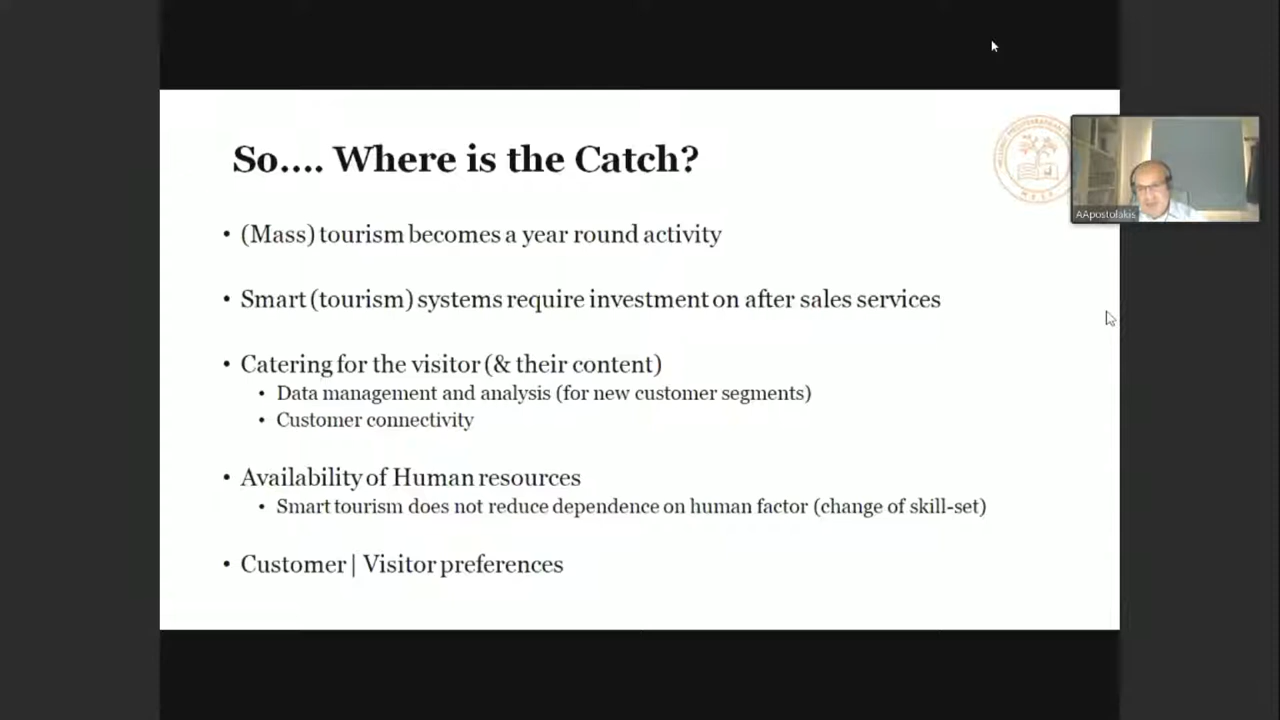 So.... Where is the Catch?
AApostolakis
• (Mass) tourism becomes a year round activity
• Smart (tourism) systems require investment on after sales services
• Catering for the visitor (& their content)
• Data management and analysis (for new customer segments)
• Customer connectivity
• Availability of Human resources
• Smart tourism does not reduce dependence on human factor (change of skill-set)
• Customer | Visitor preferences